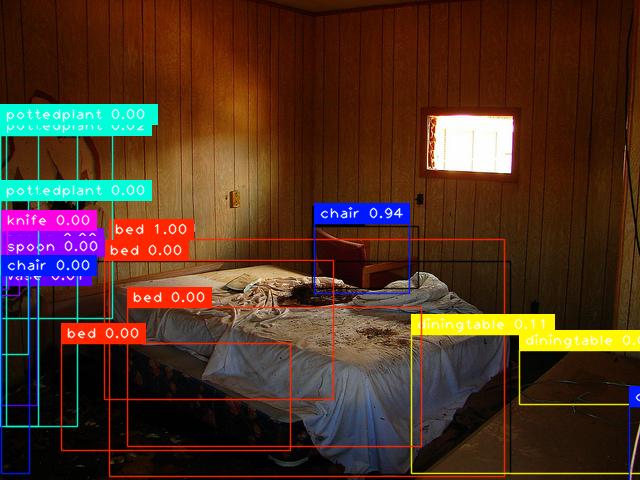 pottedplant 0.00
pottedplant 0.02
pottedplant 0.00
chair 0.94
knife 0.00
bed 1.00
spoon 0.00
bed 0.00
chair 0.00
vase 0.01
bed 0.00
diningtable 0.11
bed 0.00
diningtable 0.0
c